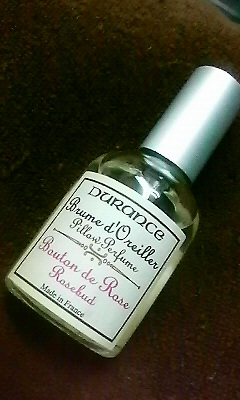 DURANCE
Brume d'Oreiller
Pillow Perfume
Bouton de Rose
Rosebud
Made in France